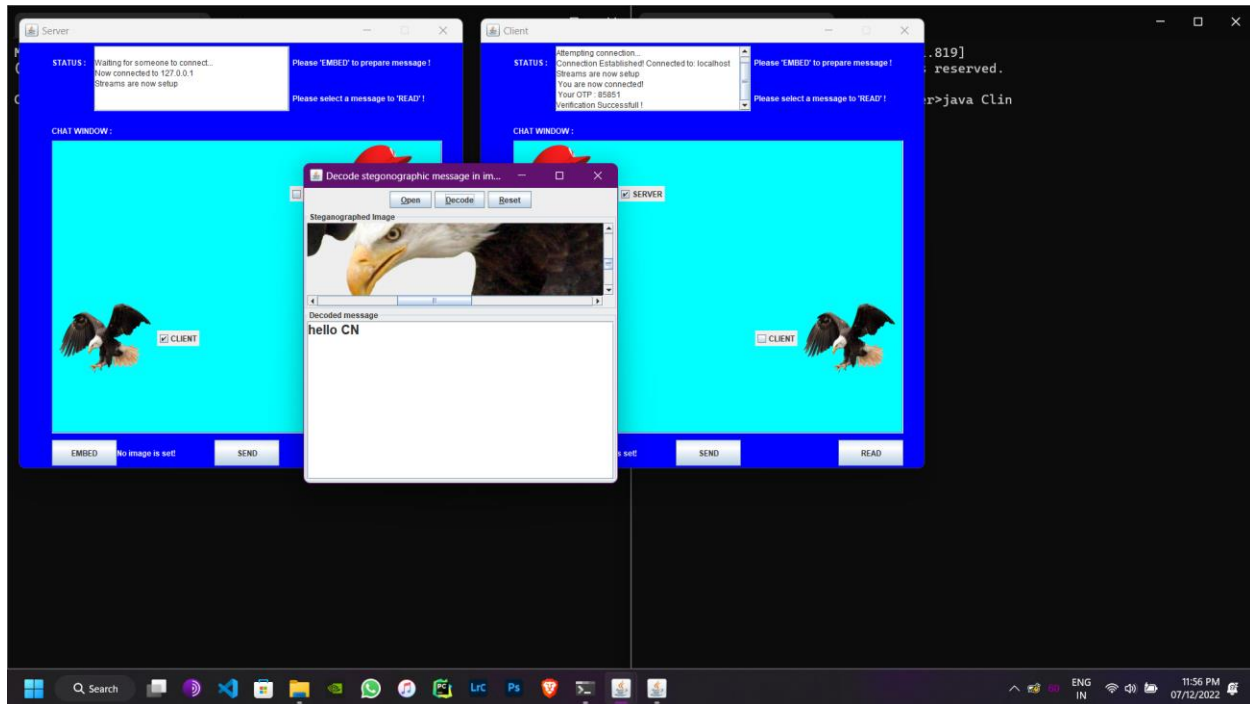 Server
STATUS :
Waiting for someone to connect...
Now connected to 127.0.0.1
Streams are now setup
Please 'EMBED' to prepare message !
Please select a message to 'READ' !
CHAT WINDOW :
CLIENT
EMBED
No image is set!
SEND
Client
STATUS :
Attempting connection...
Connection Established! Connected to: localhost
Streams are now setup
You are now connected!
Your OTP : 85851
Verification Successfull !
Please 'EMBED' to prepare message !
Please select a message to 'READ' !
CHAT WINDOW :
SERVER
CLIENT
set!
SEND
READ
Decode stegonographic message in im...
Open Decode Reset
Steganographed Image
Decoded message
hello CN
.819]
reserved.
>java Clin
Search
PC
LrC
Ps
ENG
IN
11:56 PM
07/12/2022